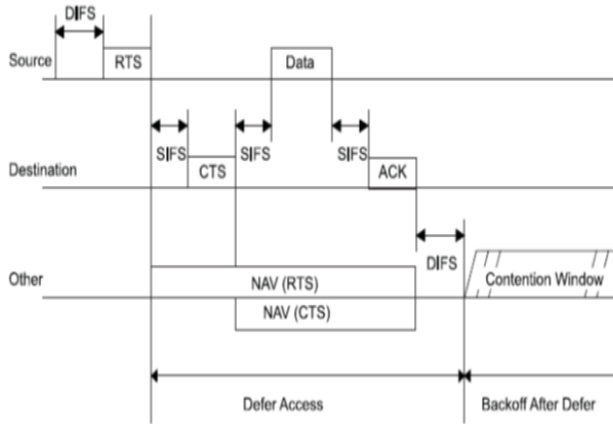 DIFS
Source
RTS
Data
SIFS
SIFS
SIFS
Destination
CTS
ACK
DIFS
Other
NAV (RTS)
Contention Window
NAV (CTS)
Defer Access
Backoff After Defer